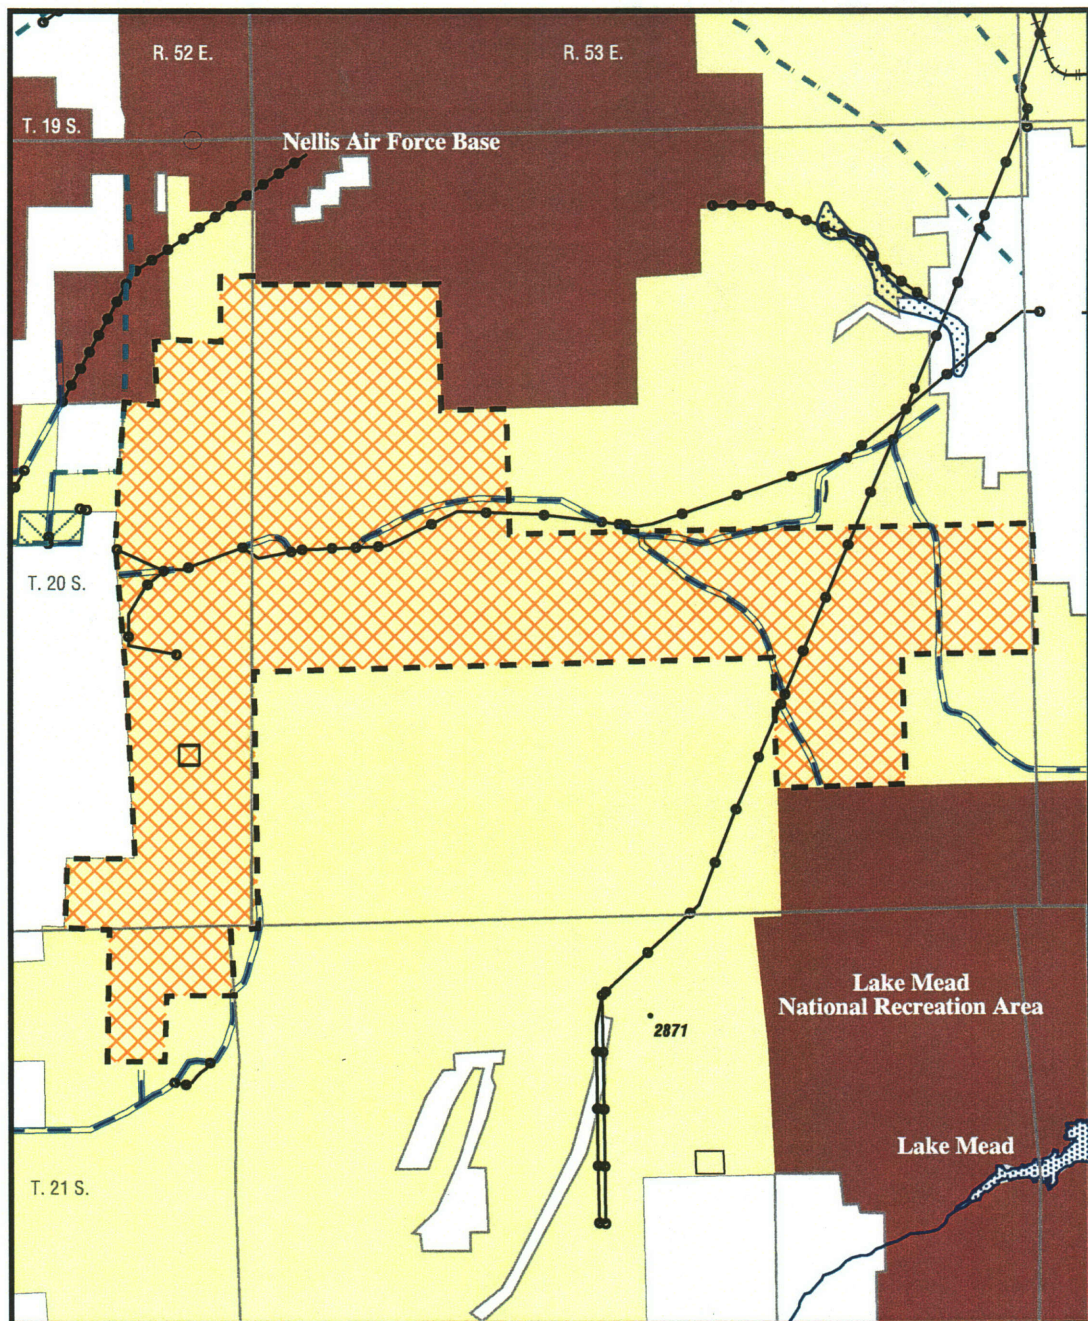 R. 52 E.
R. 53 E.
T. 19 S.
Nellis Air Force Base
T. 20 S.
Lake Mead
National Recreation Area
2871
Lake Mead
T. 21 S.